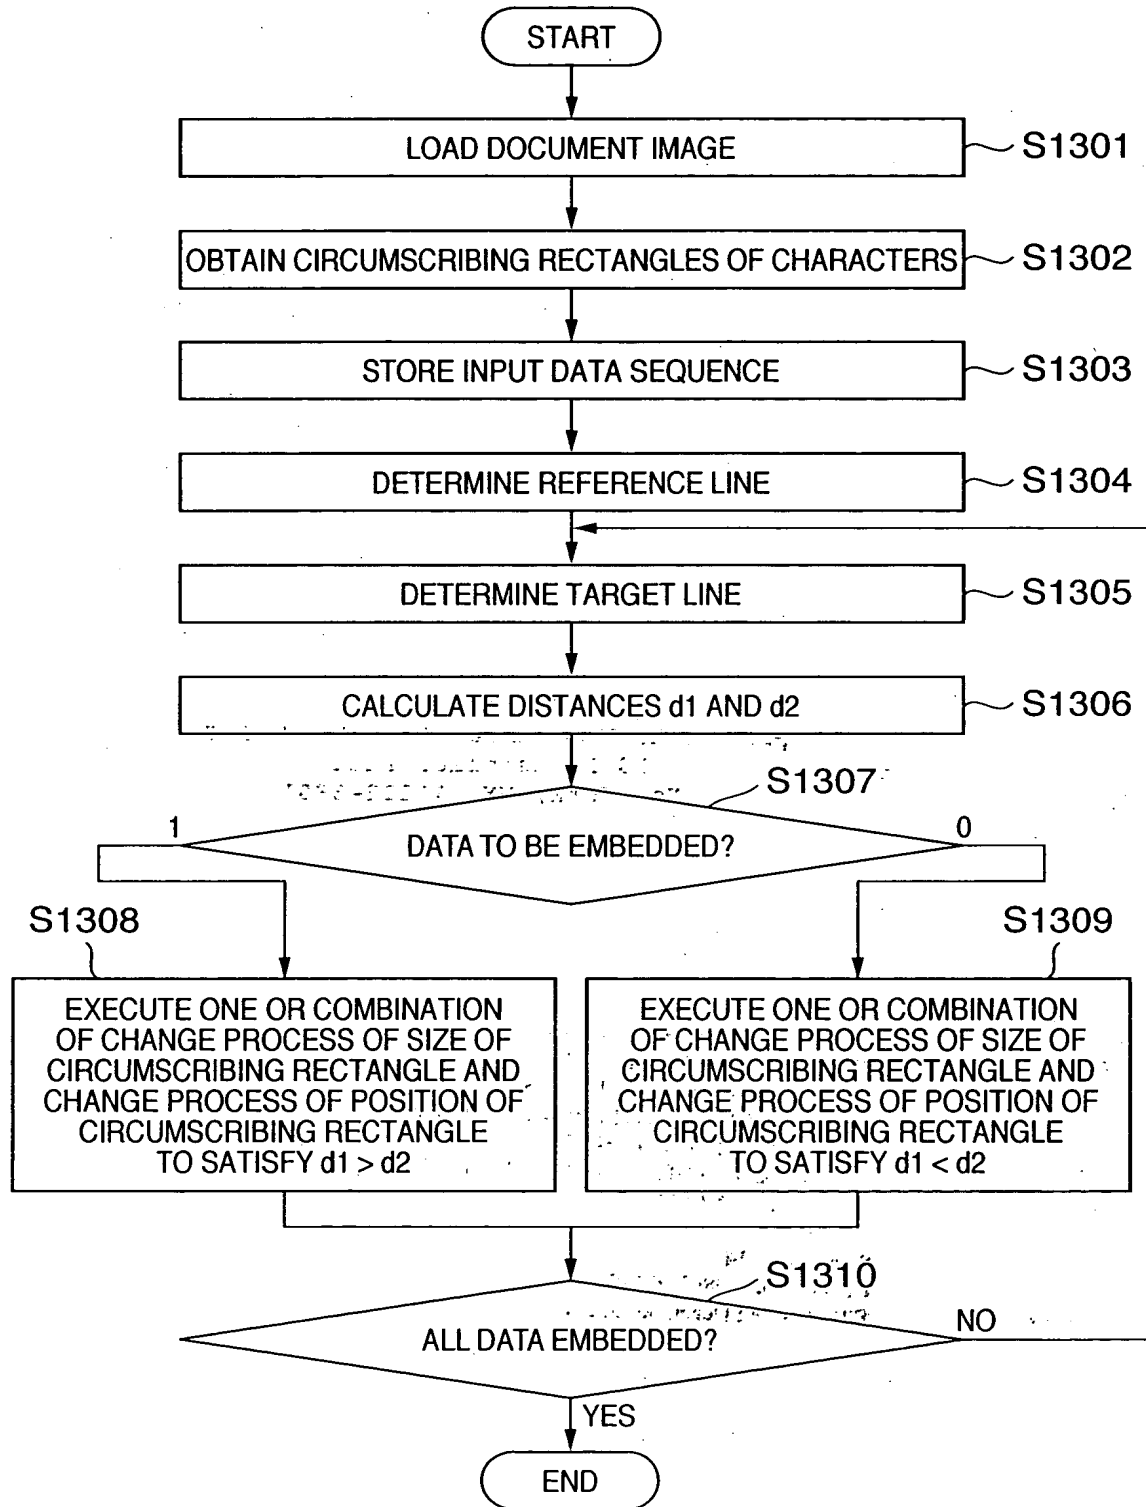 START
LOAD DOCUMENT IMAGE
S1301
OBTAIN CIRCUMSCRIBING RECTANGLES OF CHARACTERS
S1302
STORE INPUT DATA SEQUENCE
S1303
DETERMINE REFERENCE LINE
S1304
DETERMINE TARGET LINE
S1305
CALCULATE DISTANCES d1 AND d2
S1306
S1307
1
DATA TO BE EMBEDDED?
0
S1308
EXECUTE ONE OR COMBINATION
OF CHANGE PROCESS OF SIZE OF
CIRCUMSCRIBING RECTANGLE AND
CHANGE PROCESS OF POSITION OF
CIRCUMSCRIBING RECTANGLE
TO SATISFY d1 > d2
S1309
EXECUTE ONE OR COMBINATION
OF CHANGE PROCESS OF SIZE OF
CIRCUMSCRIBING RECTANGLE AND
CHANGE PROCESS OF POSITION OF
CIRCUMSCRIBING RECTANGLE
TO SATISFY d1 < d2
S1310
ALL DATA EMBEDDED?
NO
YES
END